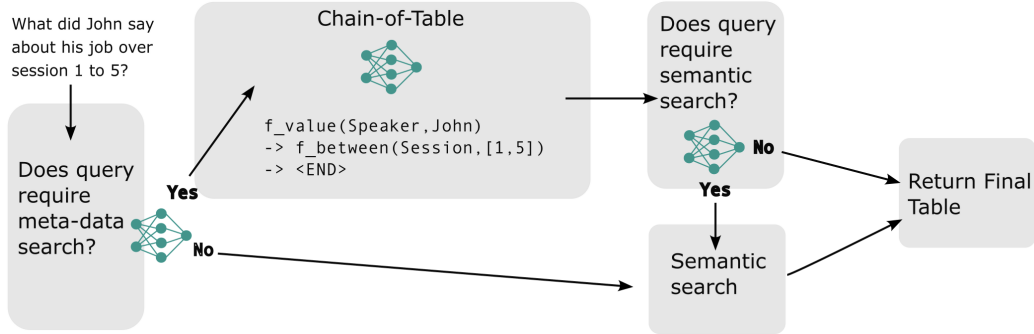 What did John say
about his job over
session 1 to 5?
Does query
require
meta-data
search?
Yes
No
Chain-of-Table
f_value(Speaker,John)
-> f_between(Session,[1,5])
-> <END>
Does query
require
semantic
search?
No
Yes
Semantic
search
Return Final
Table